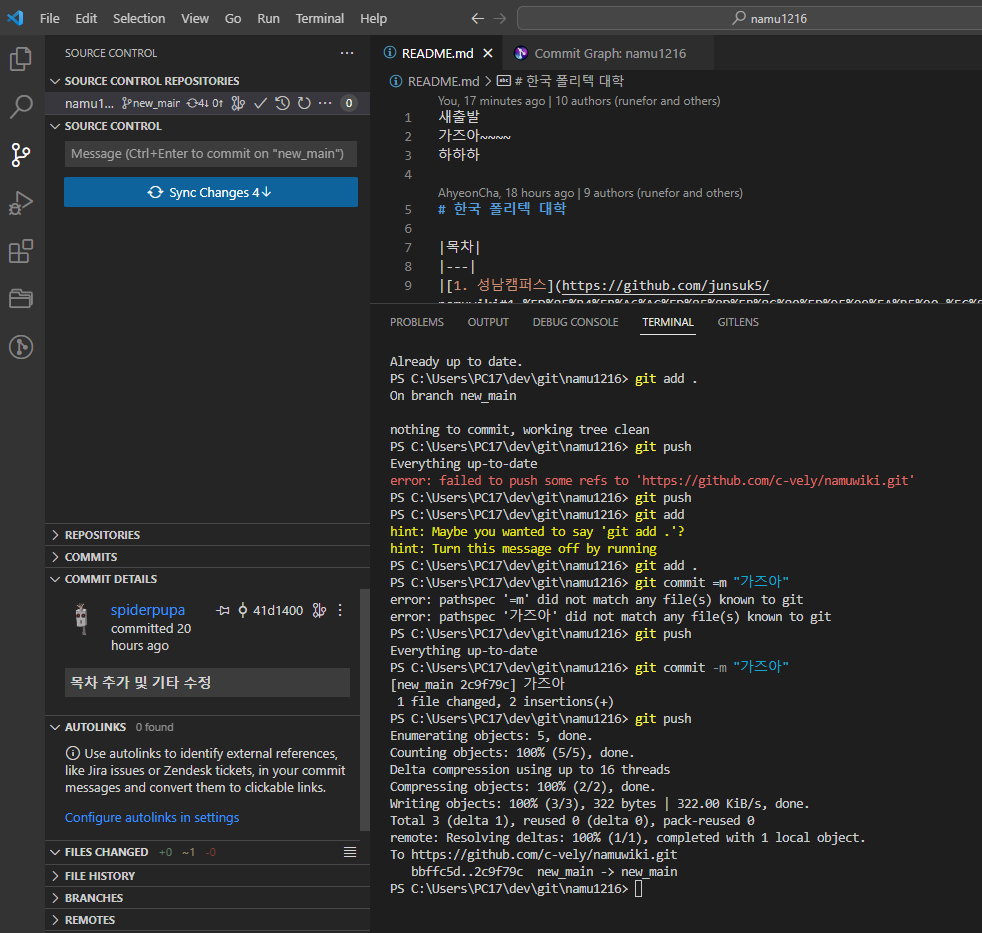 File Edit Selection View Go Run Terminal Help
namu1216
SOURCE CONTROL
SOURCE CONTROL REPOSITORIES
namu1... new_main 4↓ 0↑ 0
SOURCE CONTROL
Message (Ctrl+Enter to commit on "new_main")
Sync Changes 4↓
REPOSITORIES
COMMITS
COMMIT DETAILS
spiderpupa 41d1400
committed 20
hours ago
목차 추가 및 기타 수정
AUTOLINKS 0 found
Use autolinks to identify external references,
like Jira issues or Zendesk tickets, in your commit
messages and convert them to clickable links.
Configure autolinks in settings
FILES CHANGED +0 ~1 -0
FILE HISTORY
BRANCHES
REMOTES
README.md Commit Graph: namu1216
README.md > # 한국 폴리텍 대학
You, 17 minutes ago | 10 authors (runefor and others)
1 새출발
2 가즈아~~~~
3 하하하
4
AhyeonCha, 18 hours ago | 9 authors (runefor and others)
5 # 한국 폴리텍 대학
6
7 |목차|
8 |---|
9 |[1. 성남캠퍼스](https://github.com/junsuk5/
PROBLEMS OUTPUT DEBUG CONSOLE TERMINAL GITLENS
Already up to date.
PS C:\Users\PC17\dev\git\namu1216> git add .
On branch new_main
nothing to commit, working tree clean
PS C:\Users\PC17\dev\git\namu1216> git push
Everything up-to-date
error: failed to push some refs to 'https://github.com/c-vely/namuwiki.git'
PS C:\Users\PC17\dev\git\namu1216> git push
PS C:\Users\PC17\dev\git\namu1216> git add
hint: Maybe you wanted to say 'git add .'?
hint: Turn this message off by running
PS C:\Users\PC17\dev\git\namu1216> git add .
PS C:\Users\PC17\dev\git\namu1216> git commit =m "가즈아"
error: pathspec '=m' did not match any file(s) known to git
error: pathspec '가즈아' did not match any file(s) known to git
PS C:\Users\PC17\dev\git\namu1216> git push
Everything up-to-date
PS C:\Users\PC17\dev\git\namu1216> git commit -m "가즈아"
[new_main 2c9f79c] 가즈아
1 file changed, 2 insertions(+)
PS C:\Users\PC17\dev\git\namu1216> git push
Enumerating objects: 5, done.
Counting objects: 100% (5/5), done.
Delta compression using up to 16 threads
Compressing objects: 100% (2/2), done.
Writing objects: 100% (3/3), 322 bytes | 322.00 KiB/s, done.
Total 3 (delta 1), reused 0 (delta 0), pack-reused 0
remote: Resolving deltas: 100% (1/1), completed with 1 local object.
To https://github.com/c-vely/namuwiki.git
bbffc5d..2c9f79c new_main -> new_main
PS C:\Users\PC17\dev\git\namu1216>